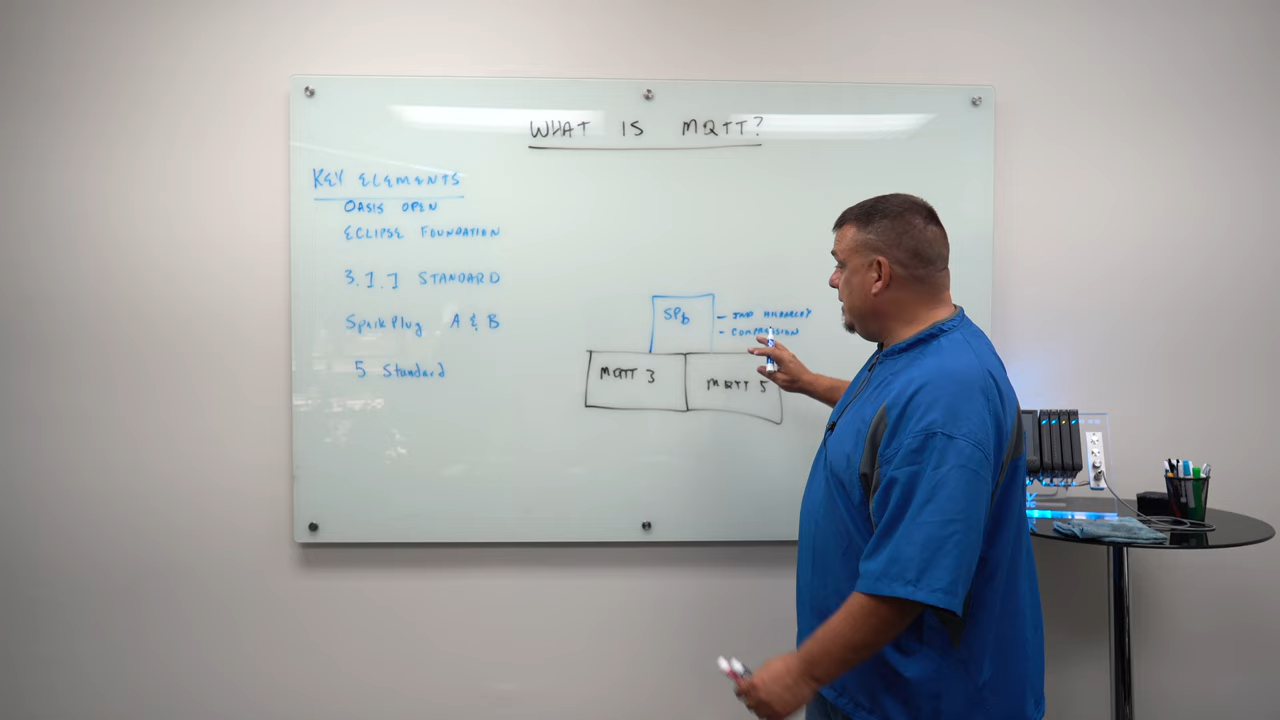 WHAT IS MQTT?
KEY ELEMENTS
OASIS OPEN
ECLIPSE FOUNDATION
3.1.1 STANDARD
SparkPlug A & B
5 Standard
SPb
- HIERARCHY
- COMPRESSION
MQTT 3
MQTT 5